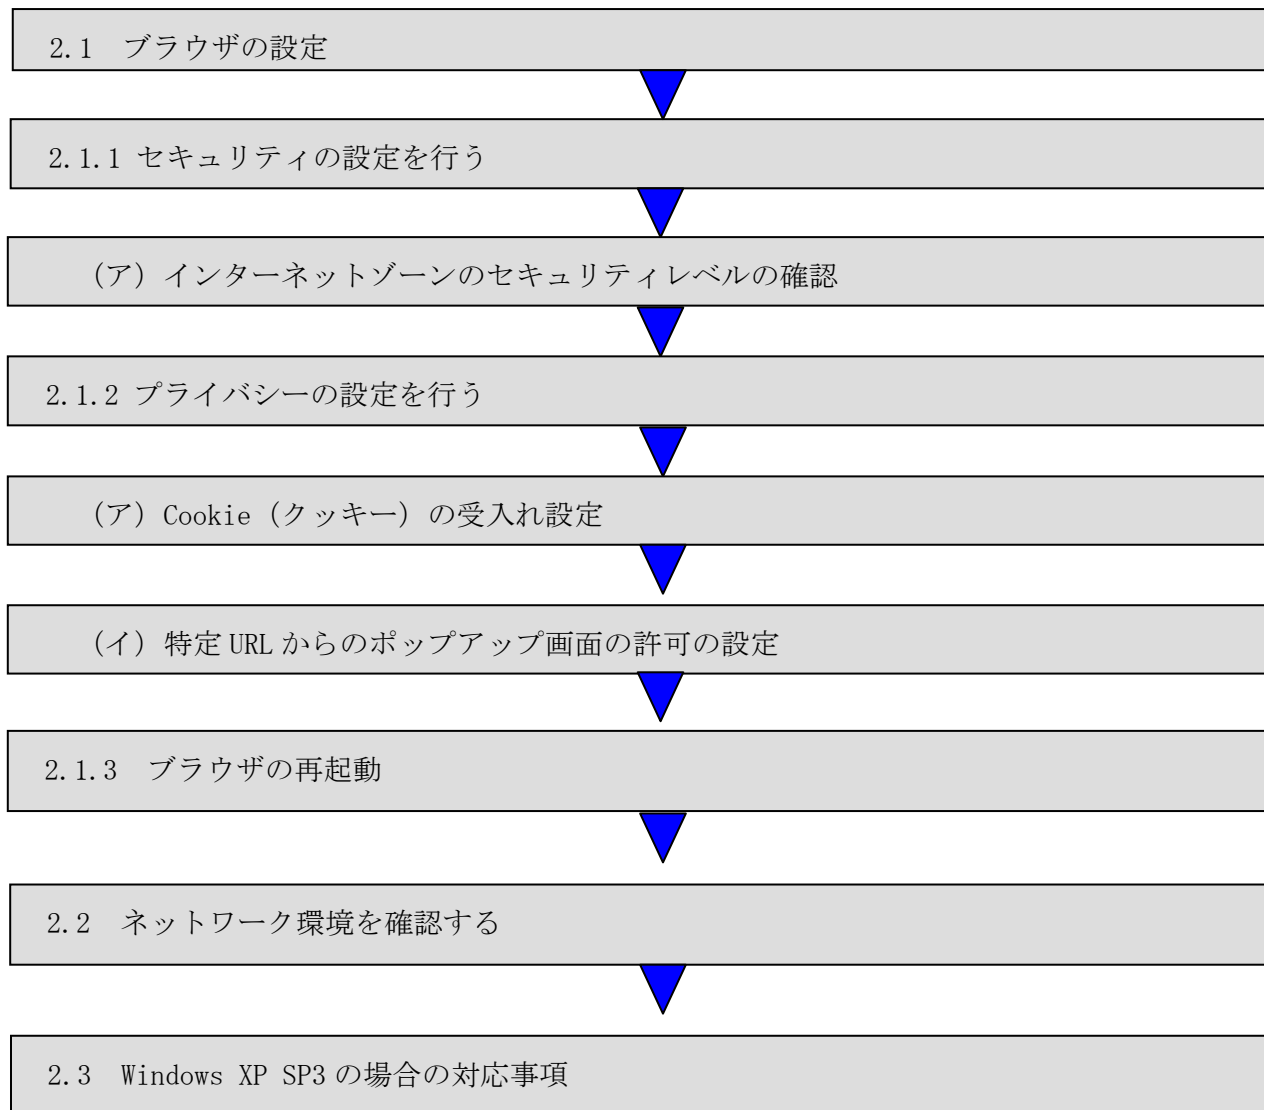 2.1 ブラウザの設定
2.1.1 セキュリティの設定を行う
（ア）インターネットゾーンのセキュリティレベルの確認
2.1.2 プライバシーの設定を行う
（ア）Cookie（クッキー）の受入れ設定
（イ）特定 URL からのポップアップ画面の許可の設定
2.1.3 ブラウザの再起動
2.2 ネットワーク環境を確認する
2.3 Windows XP SP3 の場合の対応事項